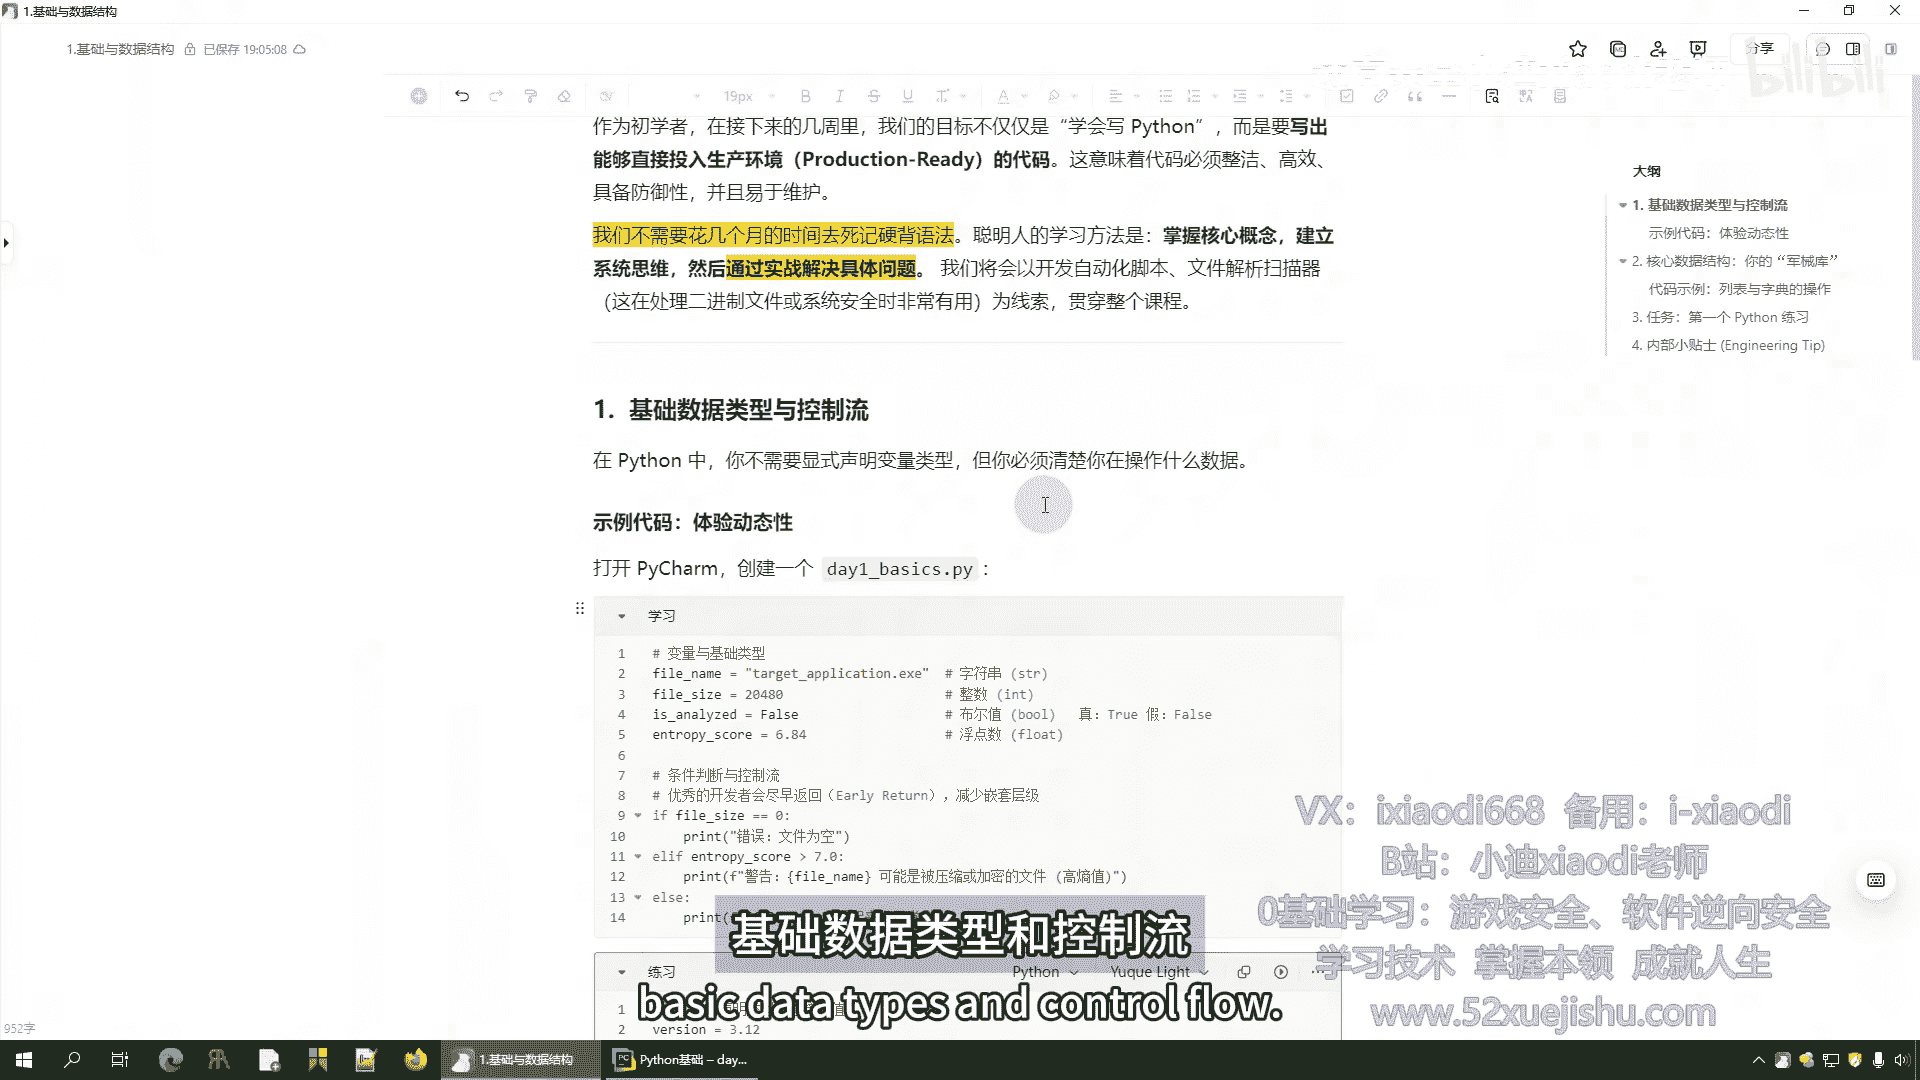 1.基础与数据结构
1.基础与数据结构 已保存 19:05:08
分享
bilibili
19px
作为初学者，在接下来的几周里，我们的目标不仅仅是“学会写 Python”，而是要写出
能够直接投入生产环境（Production-Ready）的代码。这意味着代码必须整洁、高效、
具备防御性，并且易于维护。
我们不需要花几个月的时间去死记硬背语法。聪明人的学习方法是：掌握核心概念，建立
系统思维，然后通过实战解决具体问题。 我们将会以开发自动化脚本、文件解析扫描器
（这在处理二进制文件或系统安全时非常有用）为线索，贯穿整个课程。
大纲
1. 基础数据类型与控制流
示例代码：体验动态性
2. 核心数据结构：你的“军械库”
代码示例：列表与字典的操作
3. 任务：第一个 Python 练习
4. 内部小贴士 (Engineering Tip)
1. 基础数据类型与控制流
在 Python 中，你不需要显式声明变量类型，但你必须清楚你在操作什么数据。
示例代码：体验动态性
打开 PyCharm，创建一个 day1_basics.py：
学习
1 # 变量与基础类型
2 file_name = "target_application.exe" # 字符串 (str)
3 file_size = 20480 # 整数 (int)
4 is_analyzed = False # 布尔值 (bool) 真：True 假：False
5 entropy_score = 6.84 # 浮点数 (float)
6
7 # 条件判断与控制流
8 # 优秀的开发者会尽早返回（Early Return），减少嵌套层级
9 if file_size == 0:
10 print("错误：文件为空")
11 elif entropy_score > 7.0:
12 print(f"警告：{file_name} 可能是被压缩或加密的文件 (高熵值)")
13 else:
14 print(
基础数据类型和控制流
练习 Python Yuque Light
basic data types and control flow.
1
2 version = 3.12
VX：ixiaodi668 备用：i-xiaodi
B站：小迪xiaodi老师
0基础学习：游戏安全、软件逆向安全
学习技术 掌握本领 成就人生
www.52xuejishu.com
952字
1.基础与数据结构
Python基础 – day...